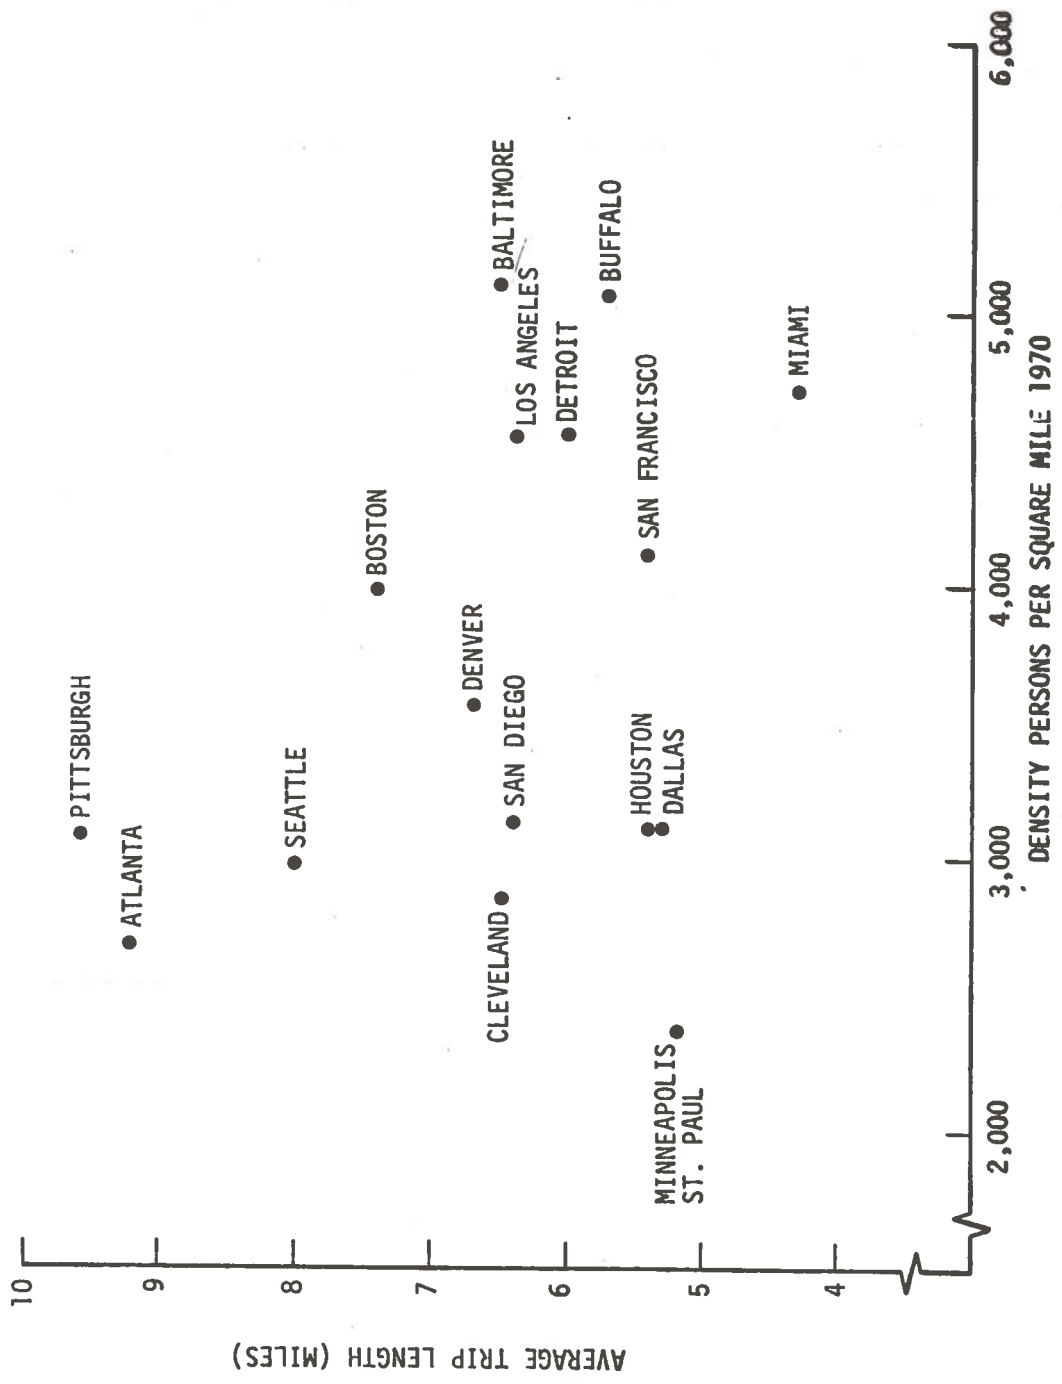 AVERAGE TRIP LENGTH (MILES)
10
9
8
7
6
5
4
PITTSBURGH
ATLANTA
SEATTLE
BOSTON
DENVER
BALTIMORE
CLEVELAND
SAN DIEGO
LOS ANGELES
DETROIT
BUFFALO
HOUSTON
DALLAS
SAN FRANCISCO
MINNEAPOLIS
ST. PAUL
MIAMI
2,000
3,000
4,000
5,000
6,000
DENSITY PERSONS PER SQUARE MILE 1970